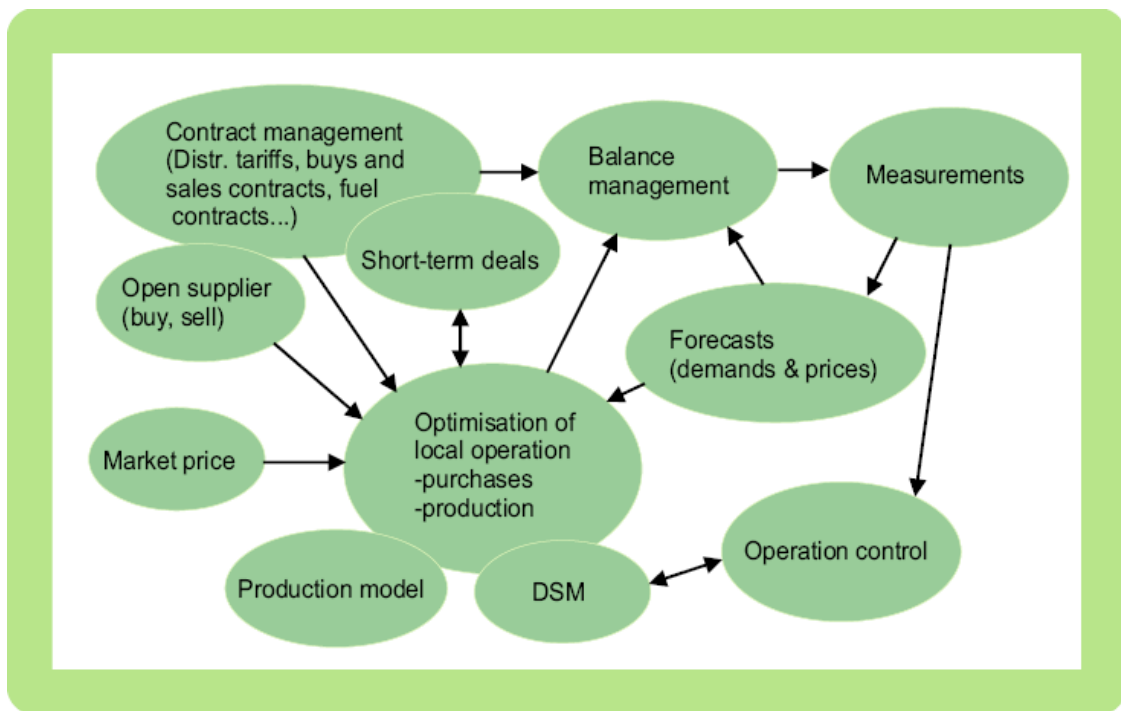 Contract management
(Distr. tariffs, buys and
sales contracts, fuel
contracts...)
Balance
management
Measurements
Short-term deals
Open supplier
(buy, sell)
Forecasts
(demands & prices)
Optimisation of
local operation
-purchases
-production
Market price
Operation control
Production model
DSM